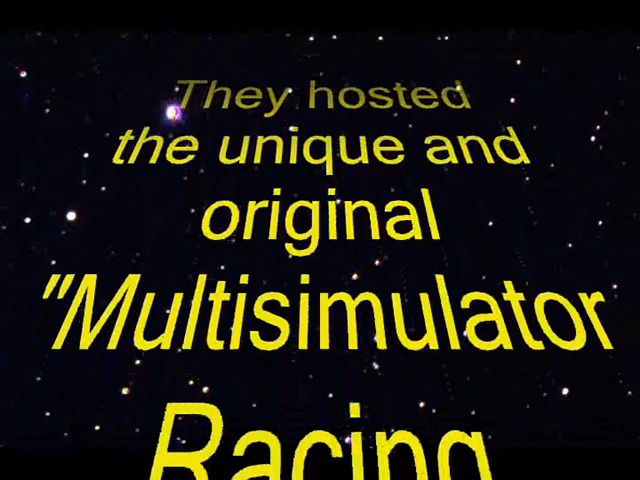 They hosted
the unique and
original
"Multisimulator
Racing